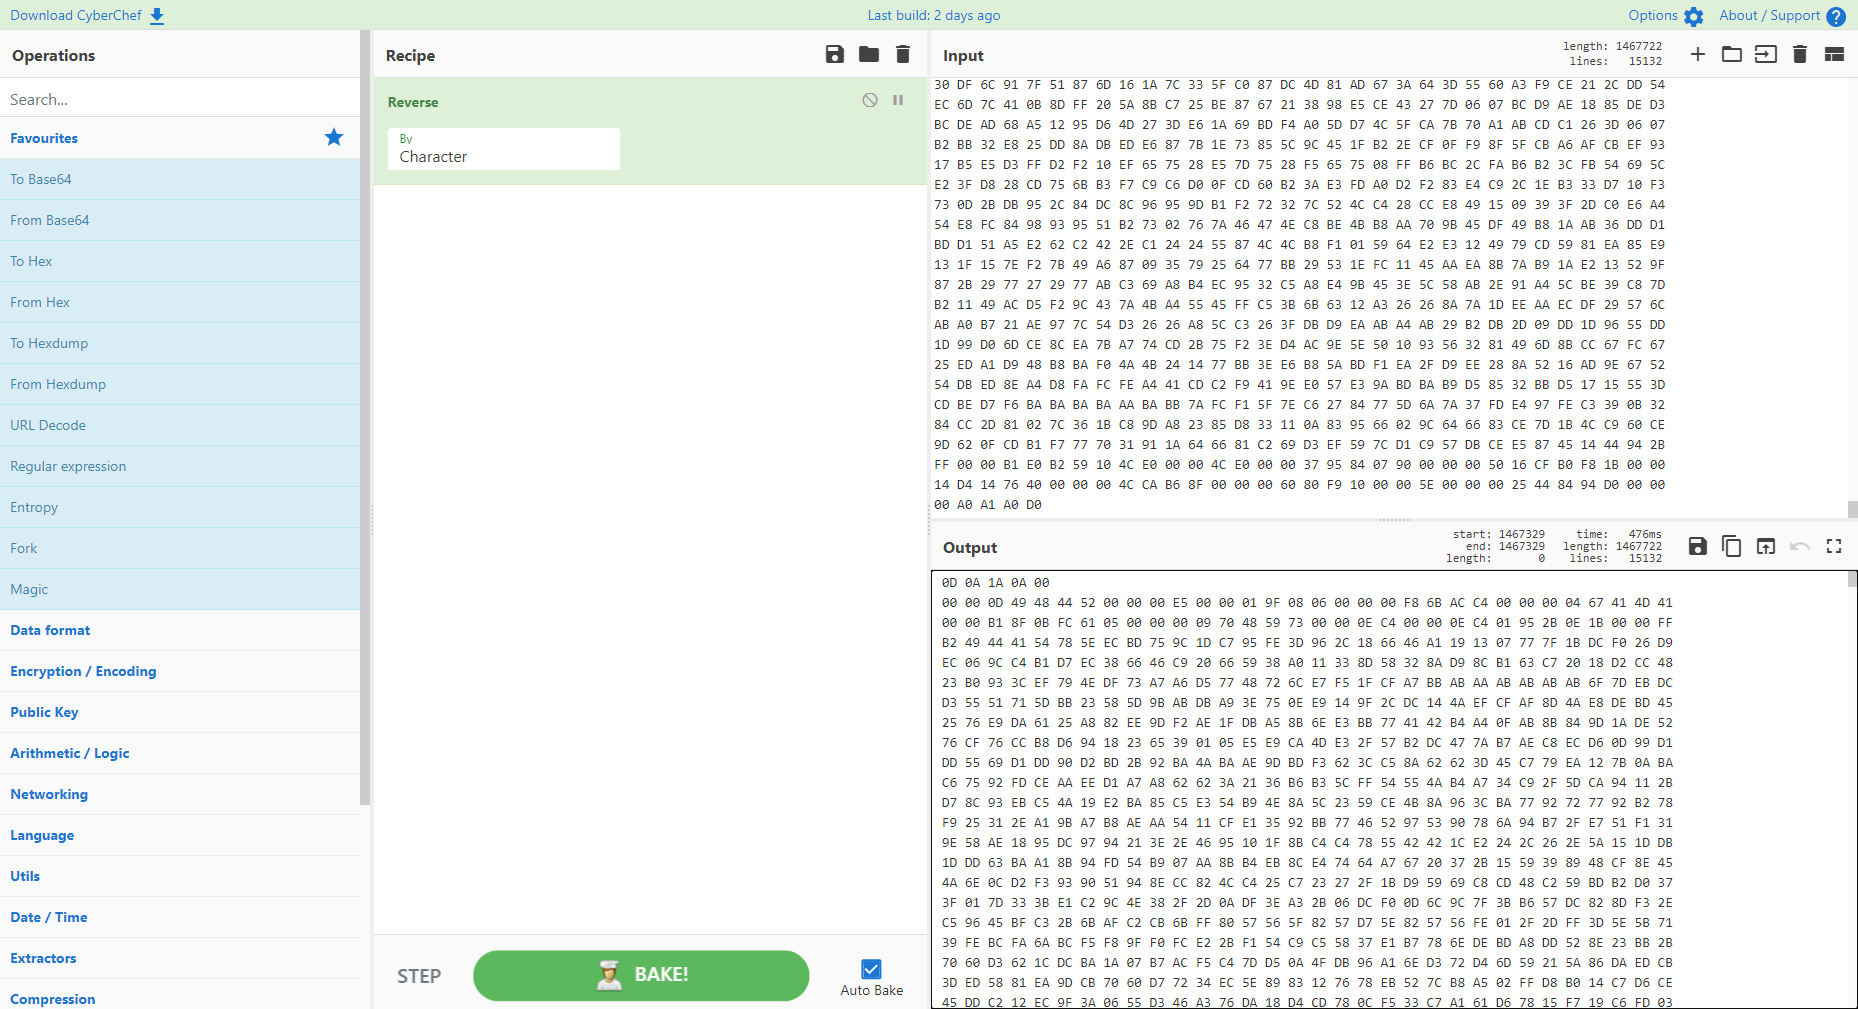 Download CyberChef
Last build: 2 days ago
Options
About / Support
Operations
Search...
Favourites
To Base64
From Base64
To Hex
From Hex
To Hexdump
From Hexdump
URL Decode
Regular expression
Entropy
Fork
Magic
Data format
Encryption / Encoding
Public Key
Arithmetic / Logic
Networking
Language
Utils
Date / Time
Extractors
Compression
Recipe
Reverse
By
Character
STEP
BAKE!
Auto Bake
Input
length: 1467722
lines: 15132
30 DF 6C 91 7F 51 87 6D 16 1A 7C 33 5F C0 87 DC 4D 81 AD 67 3A 64 3D 55 60 A3 F9 CE 21 2C DD 54
EC 6D 7C 41 0B 8D FF 20 5A 8B C7 25 BE 87 67 21 38 98 E5 CE 43 27 7D 06 07 BC D9 AE 18 85 DE D3
BC DE AD 68 A5 12 95 D6 4D 27 3D E6 1A 69 BD F4 A0 5D D7 4C 5F CA 7B 70 A1 AB CD C1 26 3D 06 07
B2 BB 32 E8 25 DD 8A DB ED E6 87 7B 1E 73 85 5C 9C 45 1F B2 2E CF 0F F9 8F 5F CB A6 AF CB EF 93
17 B5 E5 D3 FF D2 F2 10 EF 65 75 28 E5 7D 75 28 F5 65 75 08 FF B6 BC 2C FA B6 B2 3C FB 54 69 5C
E2 3F D8 28 CD 75 6B B3 F7 C9 C6 D0 0F CD 60 B2 3A E3 FD A0 D2 F2 83 E4 C9 2C 1E B3 33 D7 10 F3
73 0D 2B DB 95 2C 84 DC 8C 96 95 9D B1 F2 72 32 7C 52 4C C4 28 CC E8 49 15 09 39 3F 2D C0 E6 A4
54 E8 FC 84 98 93 95 51 B2 73 02 76 7A 46 47 4E C8 BE 4B B8 AA 70 9B 45 DF 49 B8 1A AB 36 DD D1
BD D1 51 A5 E2 62 C2 42 2E C1 24 24 55 87 4C 4C B8 F1 01 59 64 E2 E3 12 49 79 CD 59 81 EA 85 E9
13 1F 15 7E F2 7B 49 A6 87 09 35 79 25 64 77 BB 29 53 1E FC 11 45 AA EA 8B 7A B9 1A E2 13 52 9F
87 2B 29 77 27 29 77 AB C3 69 A8 B4 EC 95 32 C5 A8 E4 9B 45 3E 5C 58 AB 2E 91 A4 5C BE 39 C8 7D
B2 11 49 AC D5 F2 9C 43 7A 4B A4 55 45 FF C5 3B 6B 63 12 A3 26 26 8A 7A 1D EE AA EC DF 29 57 6C
AB A0 B7 21 AE 97 7C 54 D3 26 26 A8 5C C3 26 3F DB D9 EA AB A4 AB 29 B2 DB 2D 09 DD 1D 96 55 DD
1D 99 D0 6D CE 8C EA 7B A7 74 CD 2B 75 F2 3E D4 AC 9E 5E 50 10 93 56 32 81 49 6D 8B CC 67 FC 67
25 ED A1 D9 48 B8 BA F0 4A 4B 24 14 77 BB 3E E6 B8 5A BD F1 EA 2F D9 EE 28 8A 52 16 AD 9E 67 52
54 DB ED 8E A4 D8 FA FC FE A4 41 CD C2 F9 41 9E E0 57 E3 9A BD BA B9 D5 85 32 BB D5 17 15 55 3D
CD BE D7 F6 BA BA BA BA AA BA BB 7A FC F1 5F 7E C6 27 84 77 5D 6A 7A 37 FD E4 97 FE C3 39 0B 32
84 CC 2D 81 02 7C 36 1B C8 9D A8 23 85 D8 33 11 0A 83 95 66 02 9C 64 66 83 CE 7D 1B 4C C9 60 CE
9D 62 0F CD B1 F7 77 70 31 91 1A 64 66 81 C2 69 D3 EF 59 7C D1 C9 57 DB CE E5 87 45 14 44 94 2B
FF 00 00 B1 E0 B2 59 10 4C E0 00 00 4C E0 00 00 37 95 84 07 90 00 00 00 50 16 CF B0 F8 1B 00 00
14 D4 14 76 40 00 00 00 4C CA B6 8F 00 00 00 60 80 F9 10 00 00 5E 00 00 00 25 44 84 94 D0 00 00
00 A0 A1 A0 D0
Output
start: 1467329
end: 1467329
length: 0
time: 476ms
length: 1467722
lines: 15132
0D 0A 1A 0A 00
00 00 0D 49 48 44 52 00 00 00 E5 00 00 01 9F 08 06 00 00 00 F8 6B AC C4 00 00 00 04 67 41 4D 41
00 00 B1 8F 0B FC 61 05 00 00 00 09 70 48 59 73 00 00 0E C4 00 00 0E C4 01 95 2B 0E 1B 00 00 FF
B2 49 44 41 54 78 5E EC BD 75 9C 1D C7 95 FE 3D 96 2C 18 66 46 A1 19 13 07 77 7F 1B DC F0 26 D9
EC 06 9C C4 B1 D7 EC 38 66 46 C9 20 66 59 38 A0 11 33 8D 58 32 8A D9 8C B1 63 C7 20 18 D2 CC 48
23 B0 93 3C EF 79 4E DF 73 A7 A6 D5 77 48 72 6C E7 F5 1F CF A7 BB AB AA AB AB AB AB 6F 7D EB DC
D3 55 51 71 5D BB 23 58 5D 9B AB DB A9 3E 75 0E E9 14 9F 2C DC 14 4A EF CF AF 8D 4A E8 DE BD 45
25 76 E9 DA 61 25 A8 82 EE 9D F2 AE 1F DB A5 8B 6E E3 BB 77 41 42 B4 A4 0F AB 8B 84 9D 1A DE 52
76 CF 76 CC B8 D6 94 18 23 65 39 01 05 E5 E9 CA 4D E3 2F 57 B2 DC 47 7A B7 AE C8 EC D6 0D 99 D1
DD 55 69 D1 DD 90 D2 BD 2B 92 BA 4A BA AE 9D BD F3 62 3C C5 8A 62 62 3D 45 C7 79 EA 12 7B 0A BA
C6 75 92 FD CE AA EE D1 A7 A8 62 62 3A 21 36 B6 B3 5C FF 54 55 4A B4 A7 34 C9 2F 5D CA 94 11 2B
D7 8C 93 EB C5 4A 19 E2 BA 85 C5 E3 54 B9 4E 8A 5C 23 59 CE 4B 8A 96 3C BA 77 92 72 77 92 B2 78
F9 25 31 2E A1 9B A7 B8 AE AA 54 11 CF E1 35 92 BB 77 46 52 97 53 90 78 6A 94 B7 2F E7 51 F1 31
9E 58 AE 18 95 DC 97 94 21 3E 2E 46 95 10 1F 8B C4 C4 78 55 42 42 1C E2 24 2C 26 2E 5A 15 1D DB
1D DD 63 BA A1 8B 94 FD 54 B9 07 AA 8B B4 EB 8C E4 74 64 A7 67 20 37 2B 15 59 39 89 48 CF 8E 45
4A 6E 0C D2 F3 93 90 51 94 8E CC 82 4C C4 25 C7 23 27 2F 1B D9 59 69 C8 CD 48 C2 59 BD B2 D0 37
3F 01 7D 33 3B E1 C2 9C 4E 38 2F 2D 0A DF 3E A3 2B 06 DC F0 0D 6C 9C 7F 3B B6 57 DC 82 8D F3 2E
C5 96 45 BF C3 2B 6B AF C2 CB 6B FF 80 57 56 5F 82 57 D7 5E 82 57 56 FE 01 2F 2D FF 3D 5E 5B 71
39 FE BC FA 6A BC F5 F8 9F F0 FC E2 2B F1 54 C9 C5 58 37 E1 B7 78 6E DE BD A8 DD 52 8E 23 BB 2B
70 60 D3 62 1C DC BA 1A 07 B7 AC F5 C4 7D D5 0A 4F DB 96 A1 6E D3 72 D4 6D 59 21 5A 86 DA ED CB
3D ED 58 81 EA 9D CB 70 60 D7 72 34 EC 5E 89 83 12 76 78 EB 52 7C B8 A5 02 FF D8 B0 14 C7 D6 CE
45 DD C2 12 EC 9F 3A 06 55 D3 46 A3 76 DA 18 D4 CD 78 0C F5 33 C7 A1 61 D6 78 15 F7 19 C6 FD 03